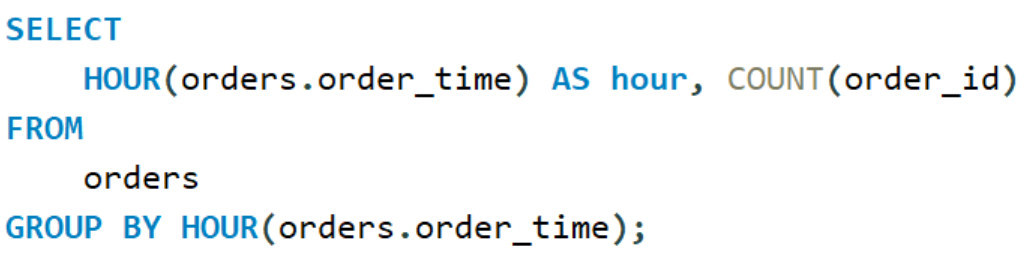 SELECT
    HOUR(orders.order_time) AS hour, COUNT(order_id)
FROM
    orders
GROUP BY HOUR(orders.order_time);